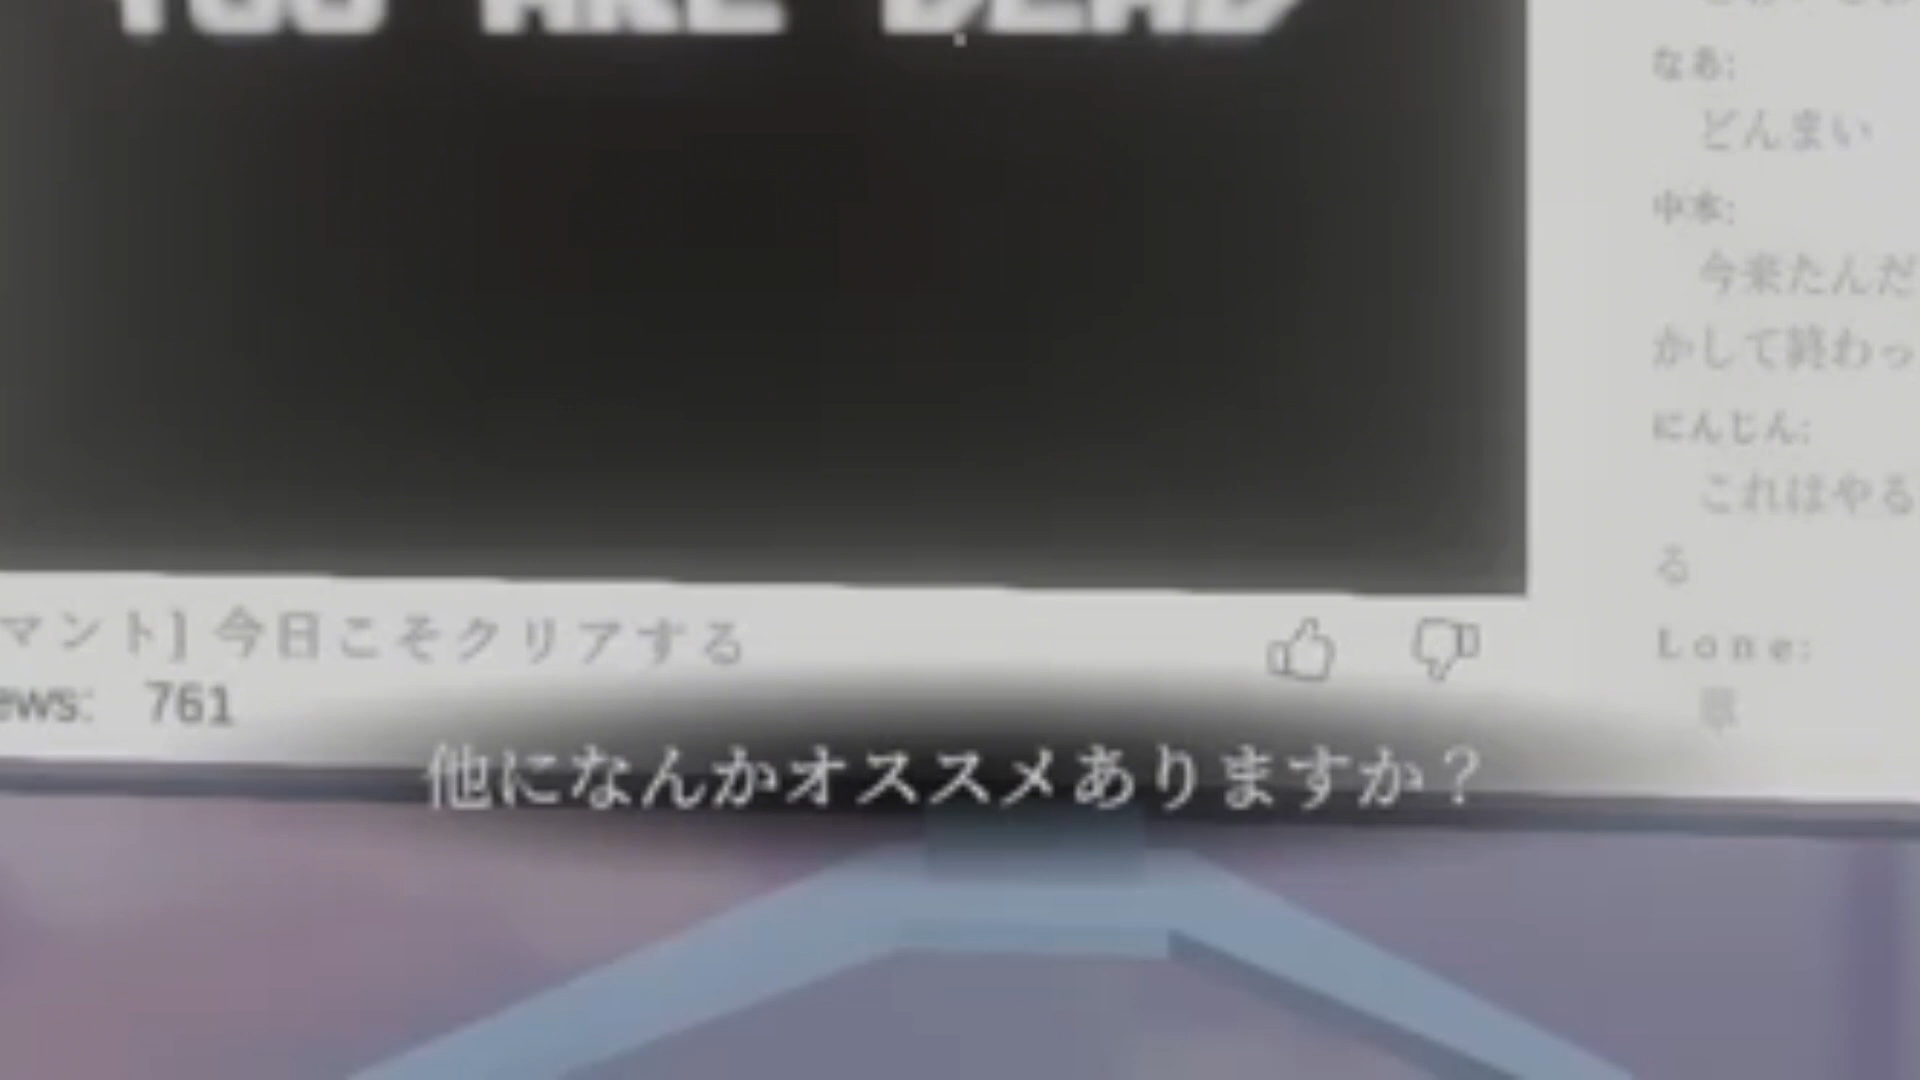 YOU ARE DEAD
なあ:
どんまい
中本:
今来たんだ
かして終わっ
にんじん:
これはやる
る
Lone:
マント] 今日こそクリアする
ews: 761
他になんかオススメありますか?